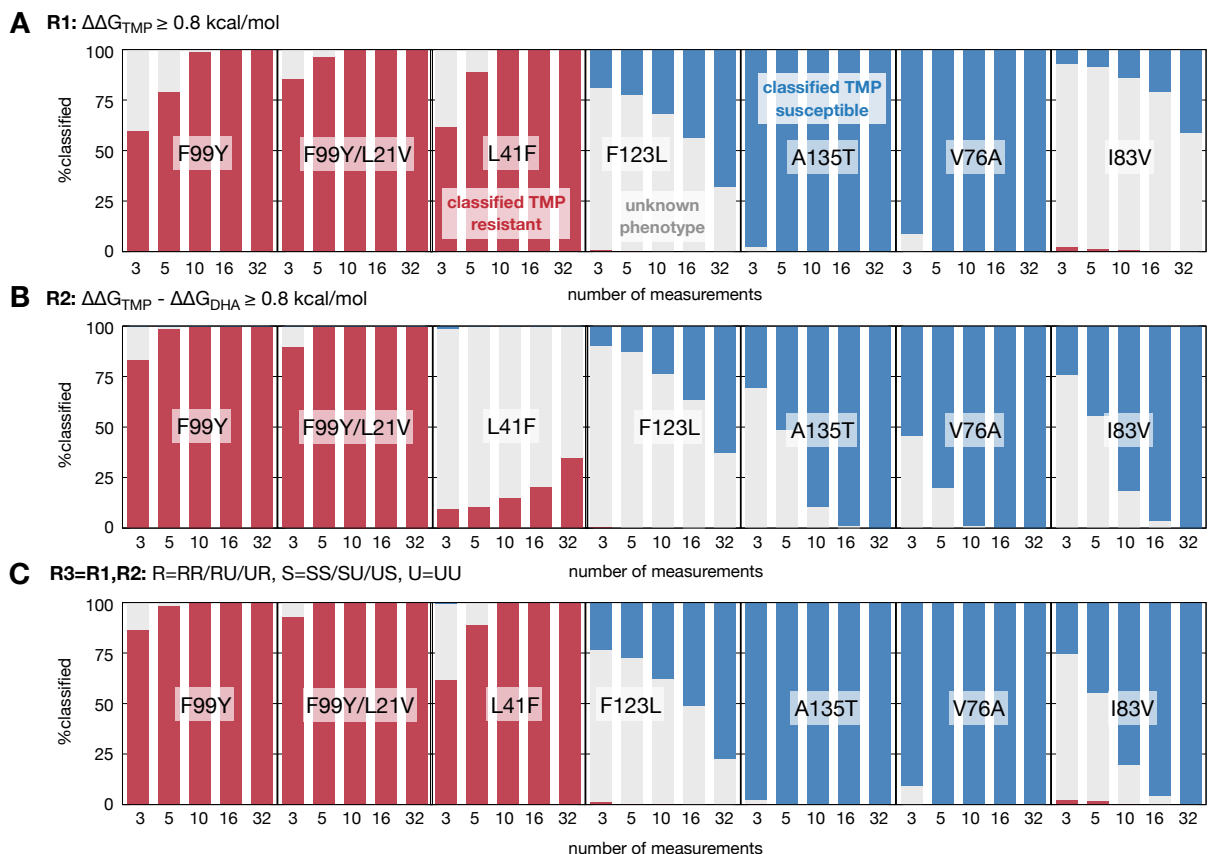 A R1: ΔΔG_TMP ≥ 0.8 kcal/mol
100
75
50
25
0
%classified
F99Y
F99Y/L21V
L41F
F123L
A135T
V76A
I83V
classified TMP
resistant
unknown
phenotype
classified TMP
susceptible
3 5 10 16 32 3 5 10 16 32 3 5 10 16 32 3 5 10 16 32 3 5 10 16 32 3 5 10 16 32 3 5 10 16 32
number of measurements
B R2: ΔΔG_TMP - ΔΔG_DHA ≥ 0.8 kcal/mol
100
75
50
25
0
%classified
F99Y
F99Y/L21V
L41F
F123L
A135T
V76A
I83V
3 5 10 16 32 3 5 10 16 32 3 5 10 16 32 3 5 10 16 32 3 5 10 16 32 3 5 10 16 32 3 5 10 16 32
number of measurements
C R3=R1,R2: R=RR/RU/UR, S=SS/SU/US, U=UU
100
75
50
25
0
%classified
F99Y
F99Y/L21V
L41F
F123L
A135T
V76A
I83V
3 5 10 16 32 3 5 10 16 32 3 5 10 16 32 3 5 10 16 32 3 5 10 16 32 3 5 10 16 32 3 5 10 16 32
number of measurements